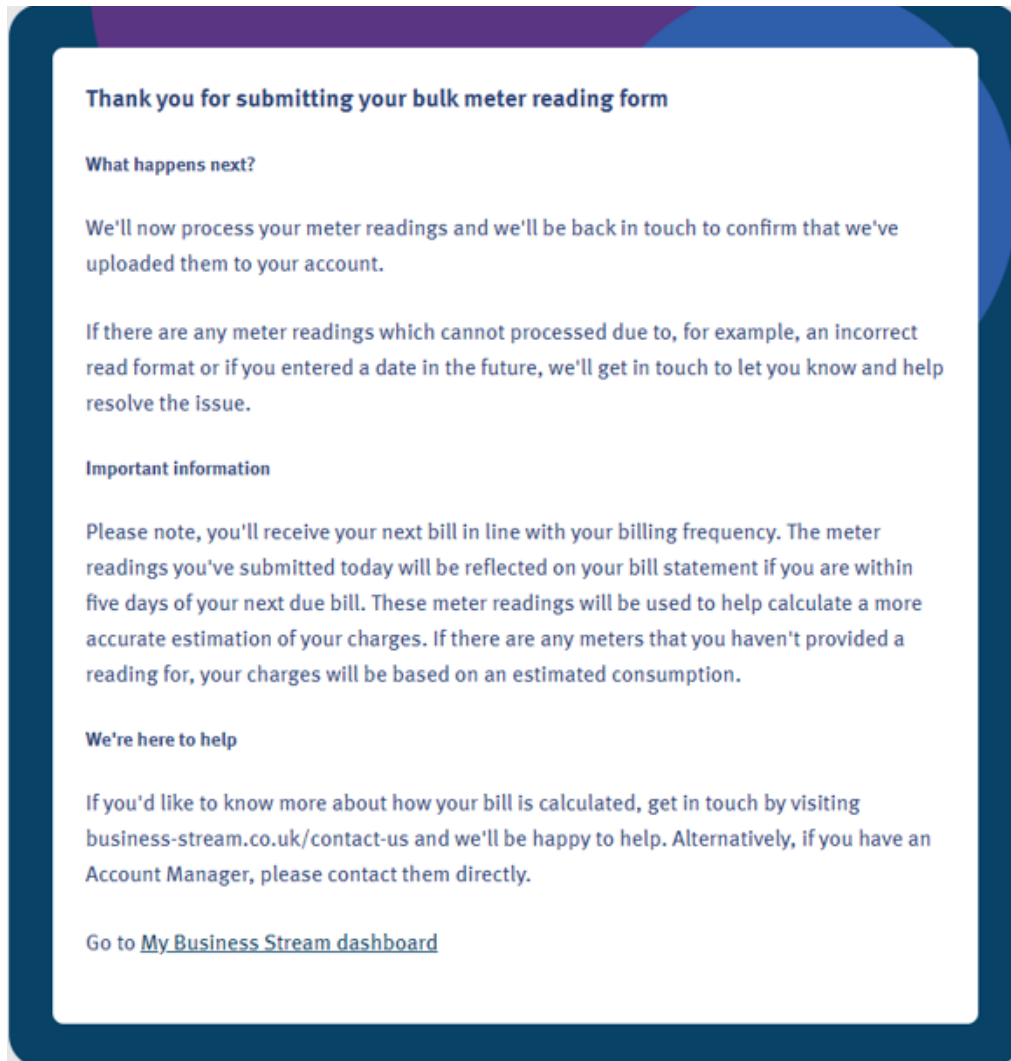 Thank you for submitting your bulk meter reading form
What happens next?
We'll now process your meter readings and we'll be back in touch to confirm that we've
uploaded them to your account.
If there are any meter readings which cannot processed due to, for example, an incorrect
read format or if you entered a date in the future, we'll get in touch to let you know and help
resolve the issue.
Important information
Please note, you'll receive your next bill in line with your billing frequency. The meter
readings you've submitted today will be reflected on your bill statement if you are within
five days of your next due bill. These meter readings will be used to help calculate a more
accurate estimation of your charges. If there are any meters that you haven't provided a
reading for, your charges will be based on an estimated consumption.
We're here to help
If you'd like to know more about how your bill is calculated, get in touch by visiting
business-stream.co.uk/contact-us and we'll be happy to help. Alternatively, if you have an
Account Manager, please contact them directly.
Go to My Business Stream dashboard